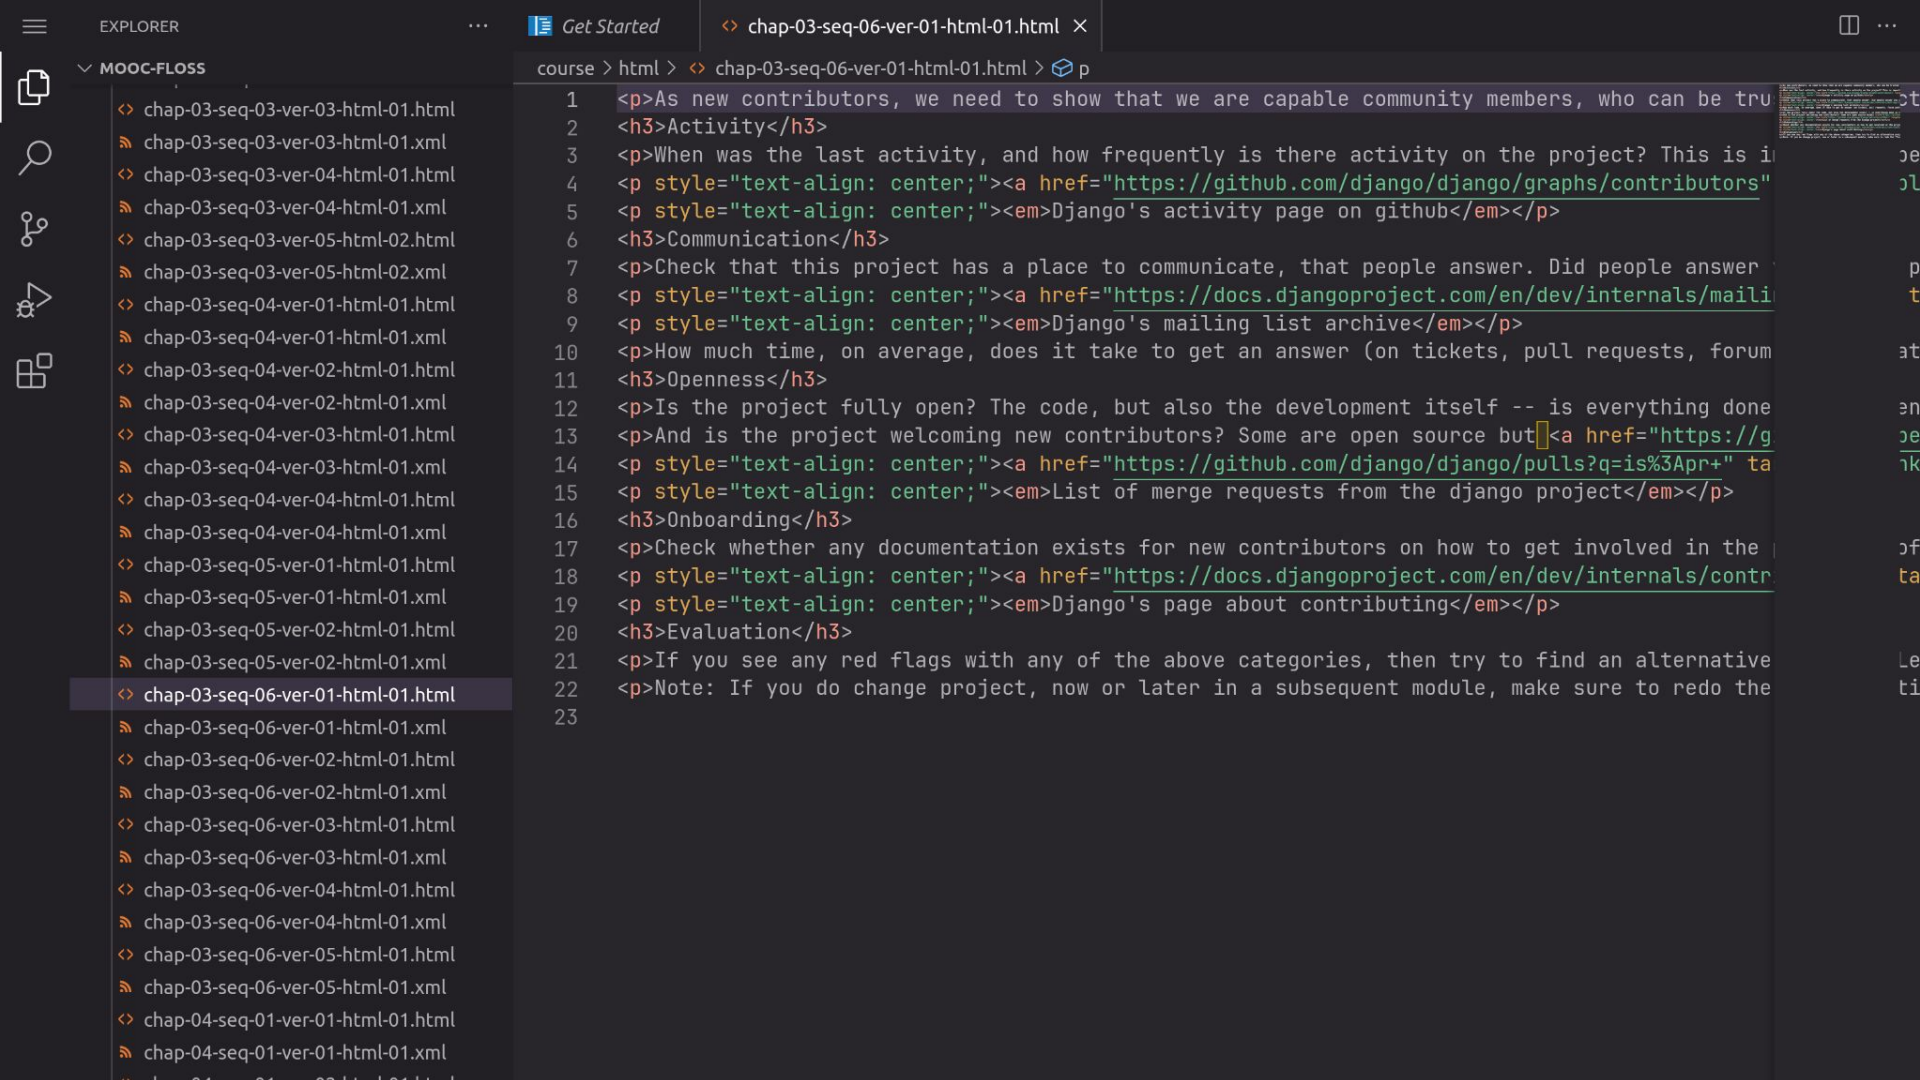 EXPLORER
MOOC-FLOSS
chap-03-seq-03-ver-03-html-01.html
chap-03-seq-03-ver-03-html-01.xml
chap-03-seq-03-ver-04-html-01.html
chap-03-seq-03-ver-04-html-01.xml
chap-03-seq-03-ver-05-html-02.html
chap-03-seq-03-ver-05-html-02.xml
chap-03-seq-04-ver-01-html-01.html
chap-03-seq-04-ver-01-html-01.xml
chap-03-seq-04-ver-02-html-01.html
chap-03-seq-04-ver-02-html-01.xml
chap-03-seq-04-ver-03-html-01.html
chap-03-seq-04-ver-03-html-01.xml
chap-03-seq-04-ver-04-html-01.html
chap-03-seq-04-ver-04-html-01.xml
chap-03-seq-05-ver-01-html-01.html
chap-03-seq-05-ver-01-html-01.xml
chap-03-seq-05-ver-02-html-01.html
chap-03-seq-05-ver-02-html-01.xml
chap-03-seq-06-ver-01-html-01.html
chap-03-seq-06-ver-01-html-01.xml
chap-03-seq-06-ver-02-html-01.html
chap-03-seq-06-ver-02-html-01.xml
chap-03-seq-06-ver-03-html-01.html
chap-03-seq-06-ver-03-html-01.xml
chap-03-seq-06-ver-04-html-01.html
chap-03-seq-06-ver-04-html-01.xml
chap-03-seq-06-ver-05-html-01.html
chap-03-seq-06-ver-05-html-01.xml
chap-04-seq-01-ver-01-html-01.html
chap-04-seq-01-ver-01-html-01.xml
Get Started
chap-03-seq-06-ver-01-html-01.html
course > html > chap-03-seq-06-ver-01-html-01.html > p
1 <p>As new contributors, we need to show that we are capable community members, who can be tru
2 <h3>Activity</h3>
3 <p>When was the last activity, and how frequently is there activity on the project? This is i
4 <p style="text-align: center;"><a href="https://github.com/django/django/graphs/contributors"
5 <p style="text-align: center;"><em>Django's activity page on github</em></p>
6 <h3>Communication</h3>
7 <p>Check that this project has a place to communicate, that people answer. Did people answer
8 <p style="text-align: center;"><a href="https://docs.djangoproject.com/en/dev/internals/maili
9 <p style="text-align: center;"><em>Django's mailing list archive</em></p>
10 <p>How much time, on average, does it take to get an answer (on tickets, pull requests, forum
11 <h3>Openness</h3>
12 <p>Is the project fully open? The code, but also the development itself -- is everything done
13 <p>And is the project welcoming new contributors? Some are open source but <a href="https://g
14 <p style="text-align: center;"><a href="https://github.com/django/django/pulls?q=is%3Apr+" ta
15 <p style="text-align: center;"><em>List of merge requests from the django project</em></p>
16 <h3>Onboarding</h3>
17 <p>Check whether any documentation exists for new contributors on how to get involved in the
18 <p style="text-align: center;"><a href="https://docs.djangoproject.com/en/dev/internals/contr
19 <p style="text-align: center;"><em>Django's page about contributing</em></p>
20 <h3>Evaluation</h3>
21 <p>If you see any red flags with any of the above categories, then try to find an alternative
22 <p>Note: If you do change project, now or later in a subsequent module, make sure to redo the
23